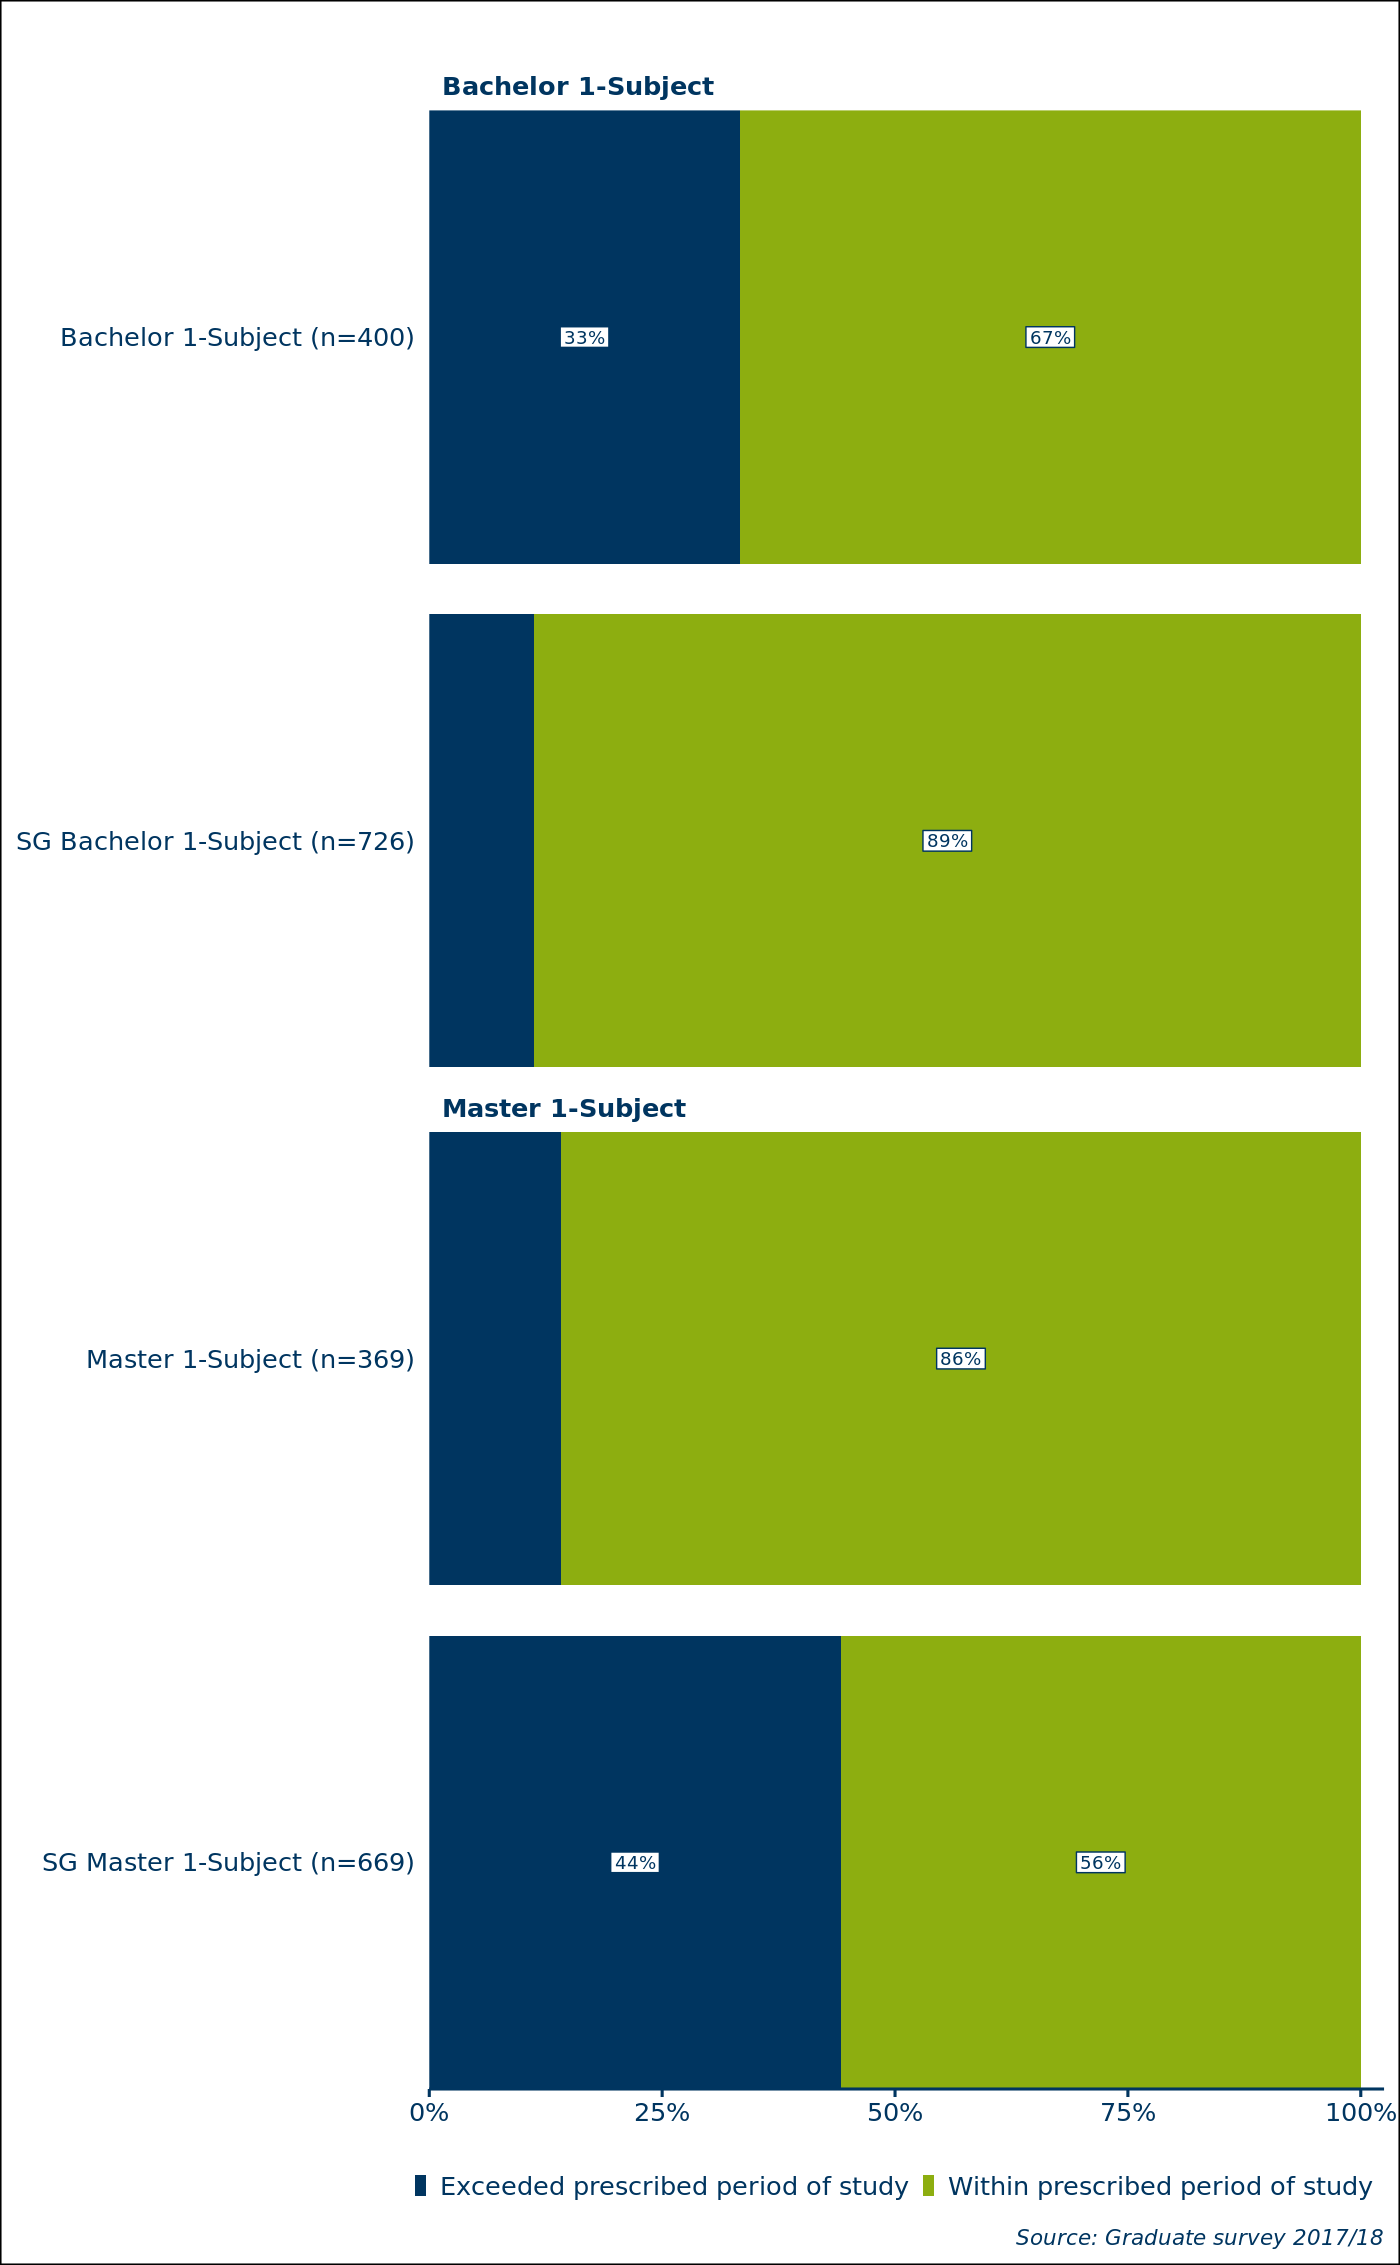 Bachelor 1-Subject
Bachelor 1-Subject (n=400)
33%
67%
SG Bachelor 1-Subject (n=726)
89%
Master 1-Subject
Master 1-Subject (n=369)
86%
SG Master 1-Subject (n=669)
44%
56%
0%
25%
50%
75%
100%
Exceeded prescribed period of study
Within prescribed period of study
Source: Graduate survey 2017/18